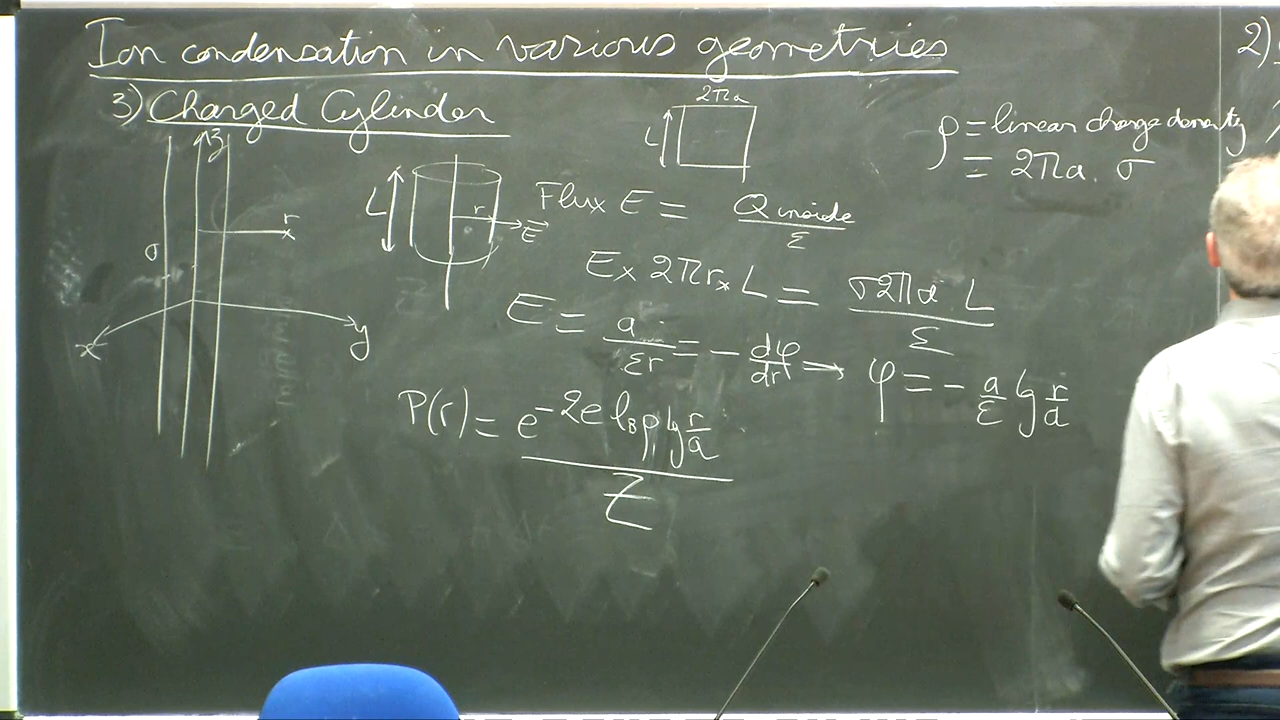 Ion condensation in various geometries
2)
3) Charged Cylinder
2πa
L
ρ = linear charge density
= 2πa. σ
z
r
σ
x
y
L
r
E
Flux E = Q inside / ε
E x 2πr x L = σ2πa L / ε
E = a / εr = - dφ/dr → φ = - a/ε lg r/a
P(r) = e^{-2e l_B ρ lg r/a} / Z